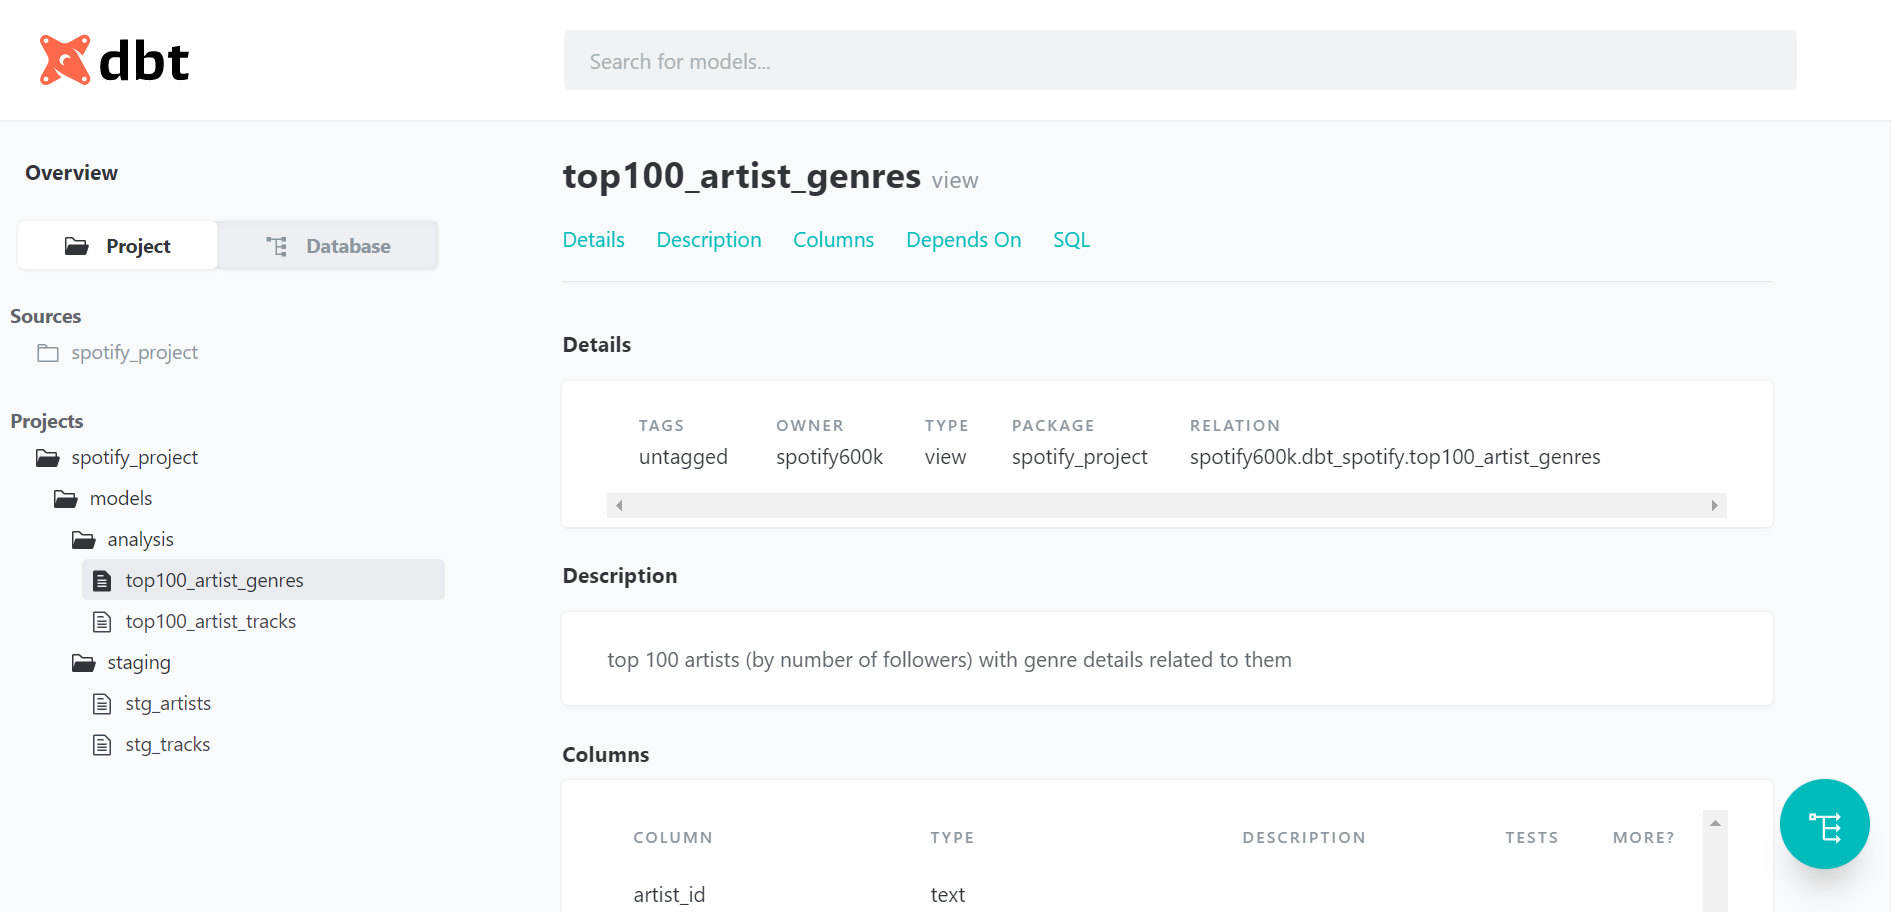 dbt
Search for models...
Overview
Project
Database
Sources
spotify_project
Projects
spotify_project
models
analysis
top100_artist_genres
top100_artist_tracks
staging
stg_artists
stg_tracks
top100_artist_genres view
Details Description Columns Depends On SQL
Details
TAGS OWNER TYPE PACKAGE RELATION
untagged spotify600k view spotify_project spotify600k.dbt_spotify.top100_artist_genres
Description
top 100 artists (by number of followers) with genre details related to them
Columns
COLUMN TYPE DESCRIPTION TESTS MORE?
artist_id text